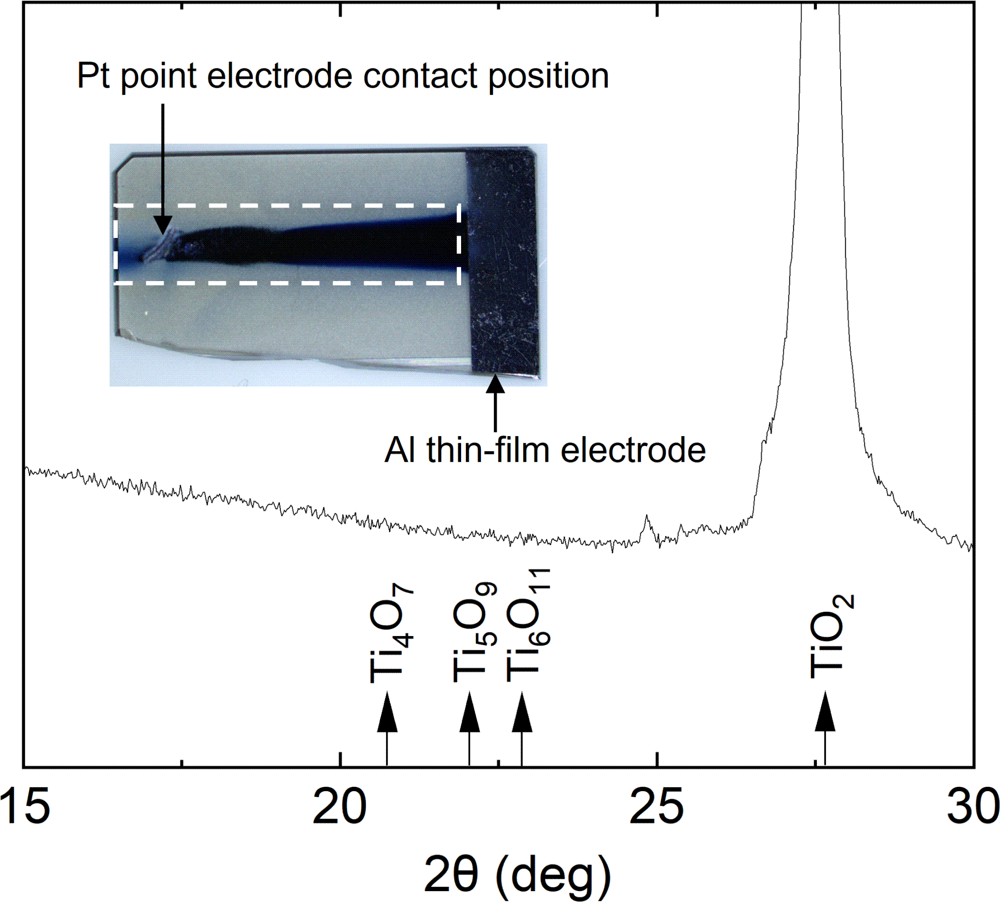 Pt point electrode contact position
Al thin-film electrode
Ti₄O₇
Ti₅O₉
Ti₆O₁₁
TiO₂
15
20
25
30
2θ (deg)